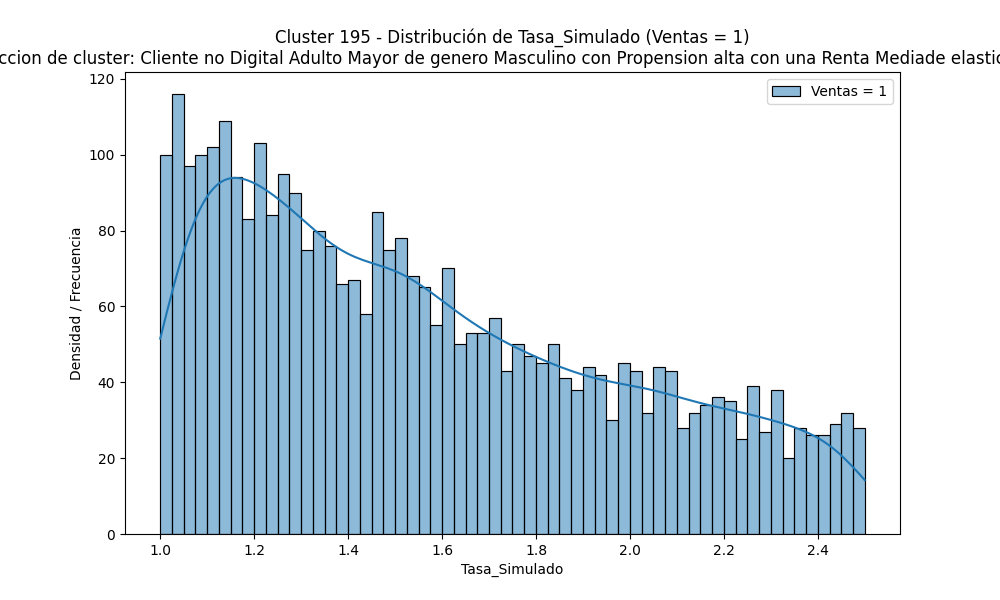 Cluster 195 - Distribución de Tasa_Simulado (Ventas = 1)
ccion de cluster: Cliente no Digital Adulto Mayor de genero Masculino con Propension alta con una Renta Mediade elastic
Ventas = 1
120
100
80
60
40
20
0
Densidad / Frecuencia
1.0 1.2 1.4 1.6 1.8 2.0 2.2 2.4
Tasa_Simulado